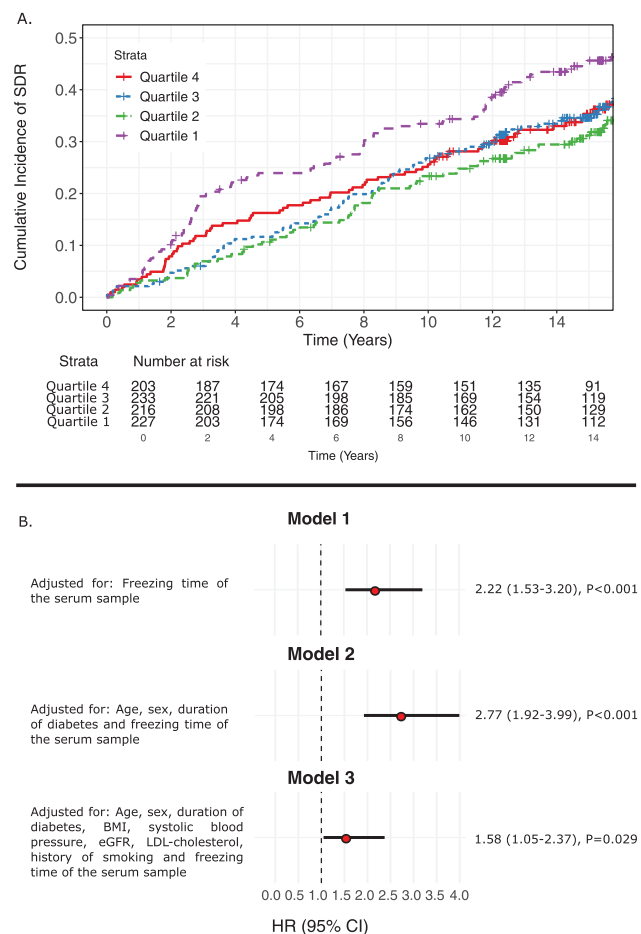 A.
Cumulative Incidence of SDR
0.5
0.4
0.3
0.2
0.1
0.0
Strata
Quartile 4
Quartile 3
Quartile 2
Quartile 1
0 2 4 6 8 10 12 14
Time (Years)
Strata Number at risk
Quartile 4 203 187 174 167 159 151 135 91
Quartile 3 233 221 205 198 185 169 154 119
Quartile 2 216 208 198 186 174 162 150 129
Quartile 1 227 203 174 169 156 146 131 112
0 2 4 6 8 10 12 14
Time (Years)
B.
Model 1
Adjusted for: Freezing time of
the serum sample
2.22 (1.53-3.20), P<0.001
Model 2
Adjusted for: Age, sex, duration
of diabetes and freezing time of
the serum sample
2.77 (1.92-3.99), P<0.001
Model 3
Adjusted for: Age, sex, duration of
diabetes, BMI, systolic blood
pressure, eGFR, LDL-cholesterol,
history of smoking and freezing
time of the serum sample
1.58 (1.05-2.37), P=0.029
0.0 0.5 1.0 1.5 2.0 2.5 3.0 3.5 4.0
HR (95% CI)